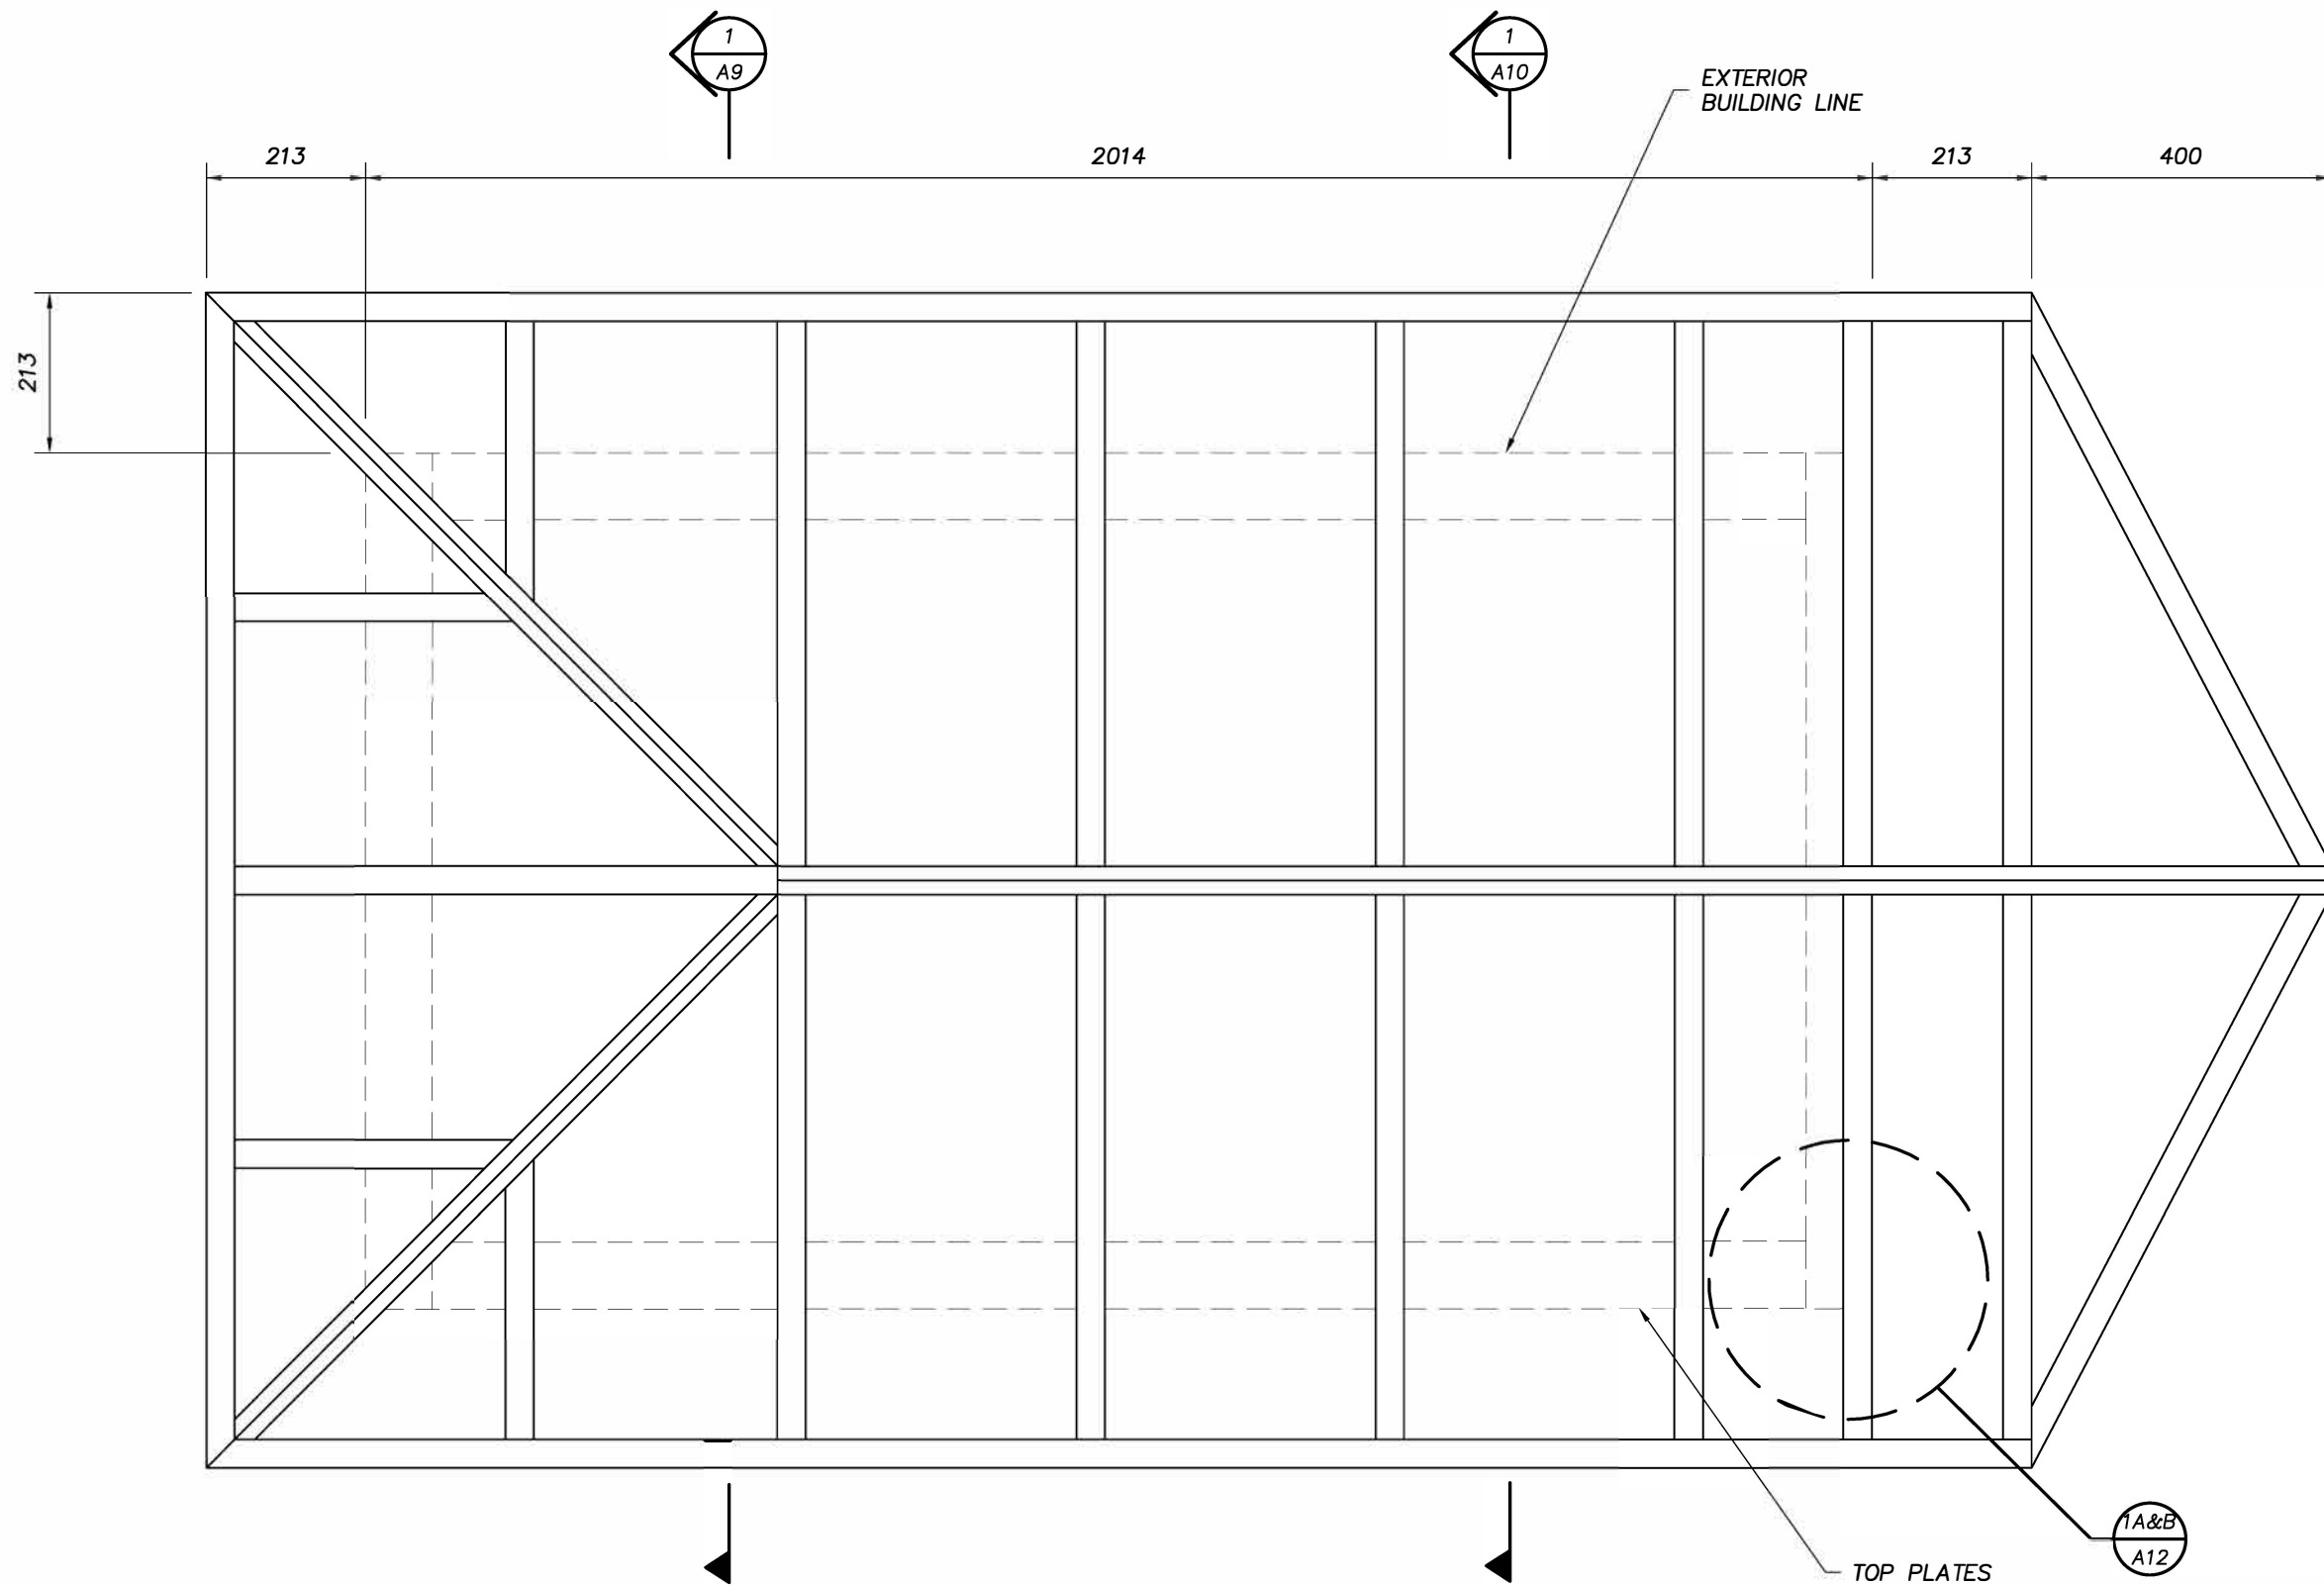 1
A9
1
A10
EXTERIOR
BUILDING LINE
213
2014
213
400
213
1A&B
A12
TOP PLATES